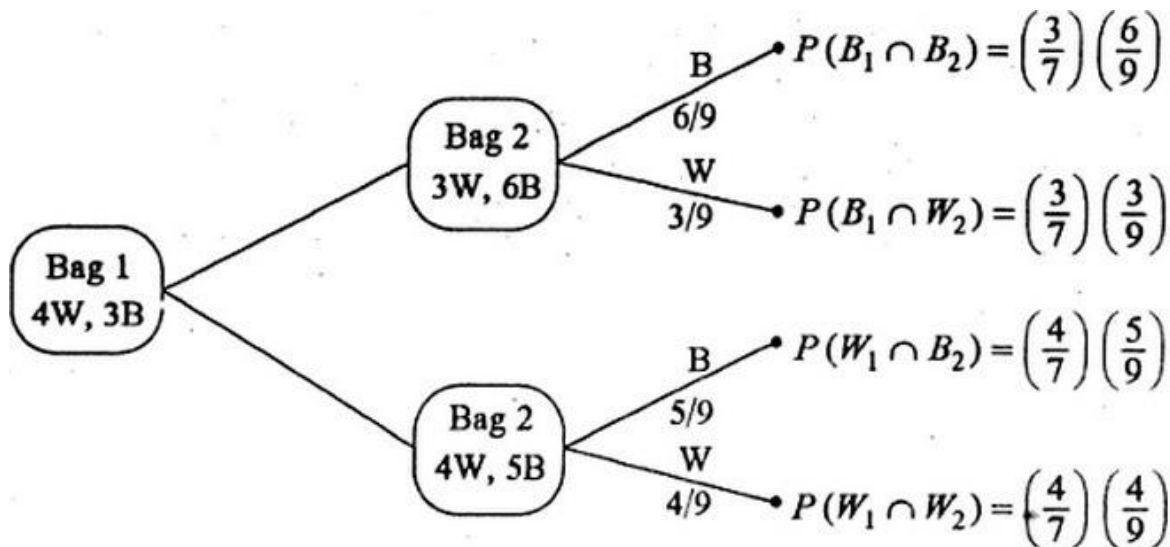 B
6/9
P(B₁ ∩ B₂) = (3/7) (6/9)
Bag 2
3W, 6B
W
3/9
P(B₁ ∩ W₂) = (3/7) (3/9)
Bag 1
4W, 3B
B
5/9
P(W₁ ∩ B₂) = (4/7) (5/9)
Bag 2
4W, 5B
W
4/9
P(W₁ ∩ W₂) = (4/7) (4/9)